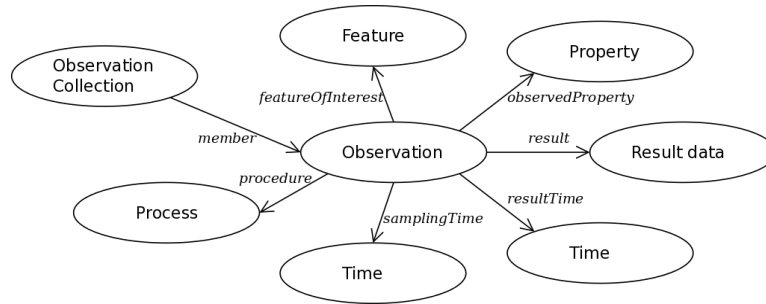 Feature
Property
Observation
Collection
featureOfInterest
observedProperty
member
result
Observation
Result data
procedure
resultTime
Process
samplingTime
Time
Time